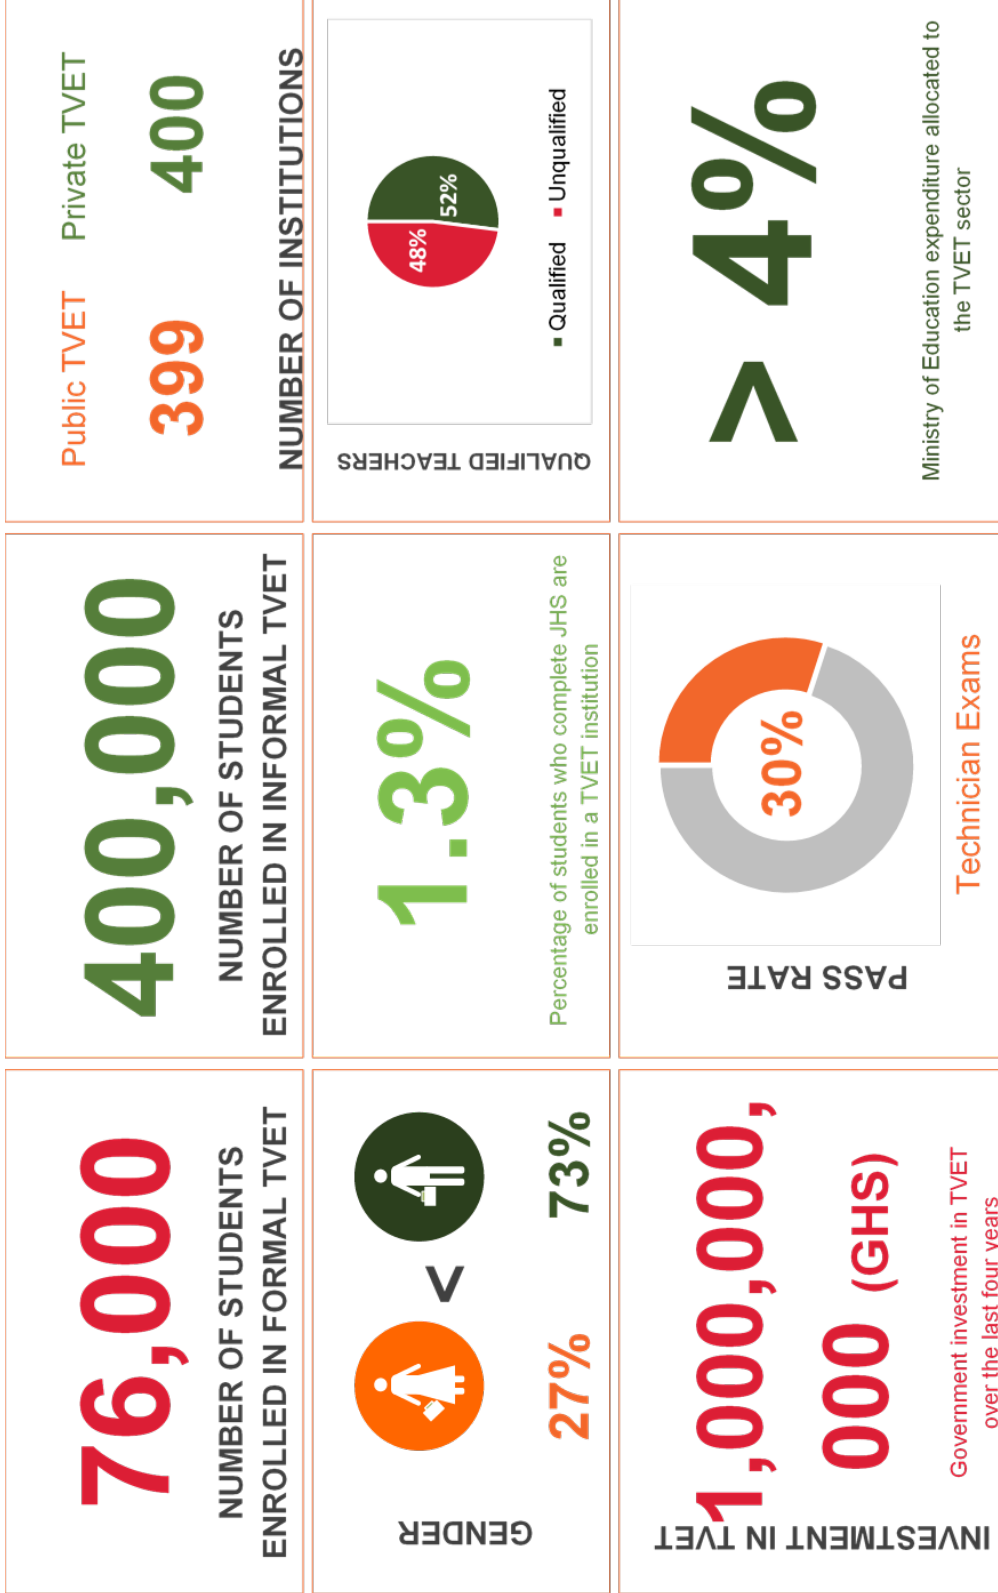 76,000
NUMBER OF STUDENTS
ENROLLED IN FORMAL TVET
400,000
NUMBER OF STUDENTS
ENROLLED IN INFORMAL TVET
Public TVET Private TVET
399 400
NUMBER OF INSTITUTIONS
GENDER
<
27% 73%
1.3%
Percentage of students who complete JHS are
enrolled in a TVET institution
QUALIFIED TEACHERS
48% 52%
Qualified Unqualified
INVESTMENT IN TVET
1,000,000,
000 (GHS)
Government investment in TVET
over the last four years
PASS RATE
30%
Technician Exams
> 4%
Ministry of Education expenditure allocated to
the TVET sector